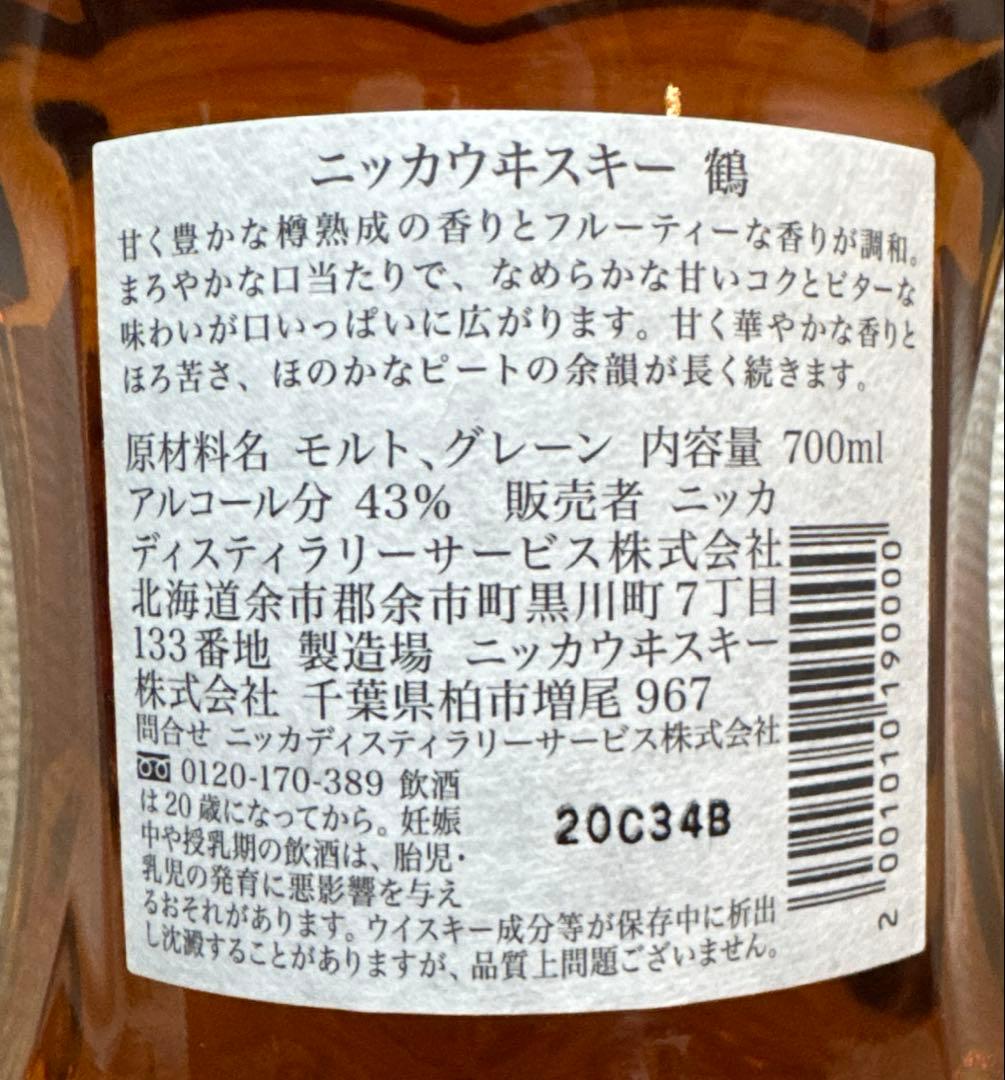 ニッカウヰスキー 鶴
甘く豊かな樽熟成の香りとフルーティーな香りが調和。
まろやかな口当たりで、なめらかな甘いコクとビターな
味わいが口いっぱいに広がります。甘く華やかな香りと
ほろ苦さ、ほのかなピートの余韻が長く続きます。
原材料名 モルト、グレーン 内容量 700ml
アルコール分 43% 販売者 ニッカ
ディスティラリーサービス株式会社
北海道余市郡余市町黒川町7丁目
133番地 製造場 ニッカウヰスキー
株式会社 千葉県柏市増尾967
問合せ ニッカディスティラリーサービス株式会社
0120-170-389 飲酒
は20歳になってから。妊娠
中や授乳期の飲酒は、胎児・
乳児の発育に悪影響を与え
るおそれがあります。ウイスキー成分等が保存中に析出
し沈澱することがありますが、品質上問題ございません。
20C34B
2 001010 190000